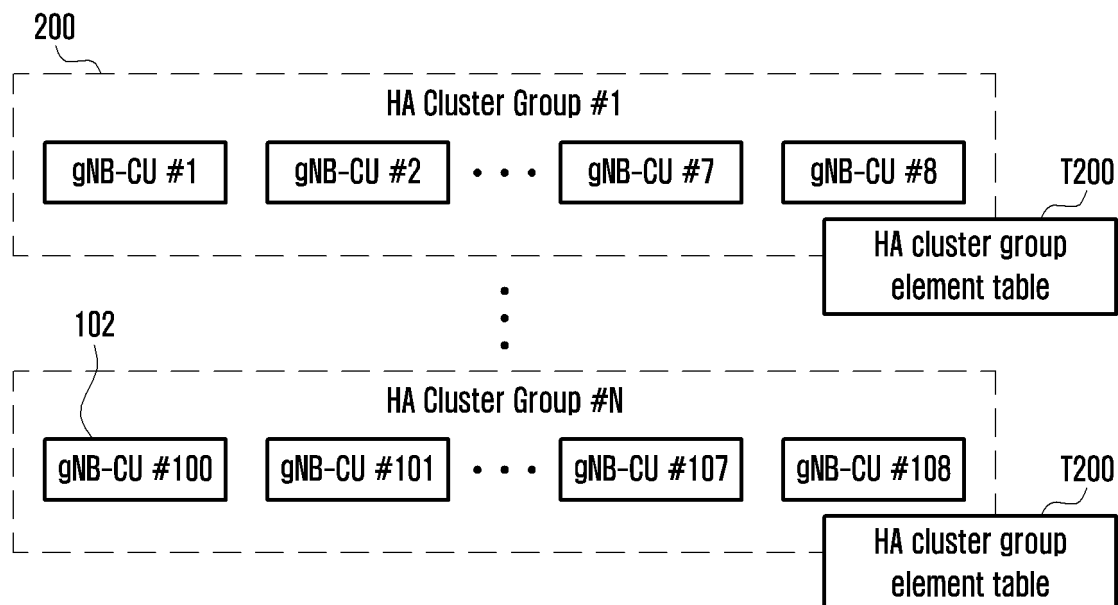 200
HA Cluster Group #1
gNB-CU #1 gNB-CU #2 • • • gNB-CU #7 gNB-CU #8
T200
HA cluster group
element table
102
HA Cluster Group #N
gNB-CU #100 gNB-CU #101 • • • gNB-CU #107 gNB-CU #108
T200
HA cluster group
element table